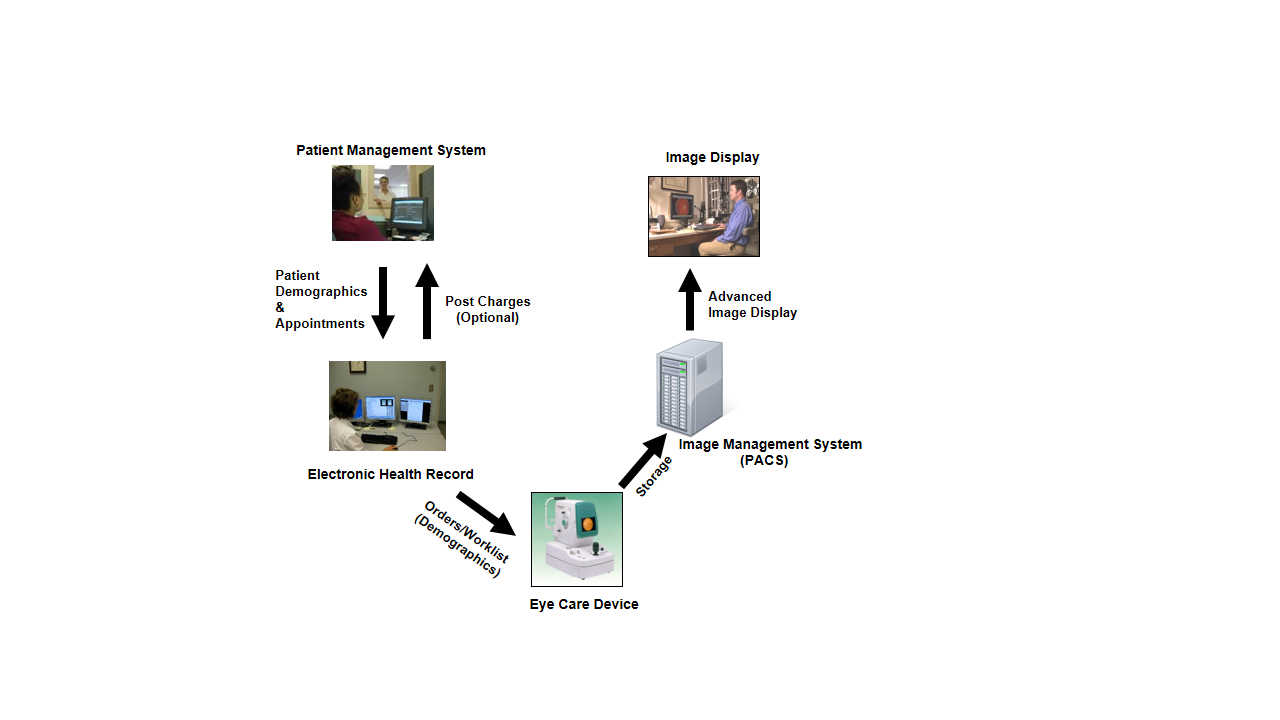 Patient Management System
Image Display
Patient
Demographics
&
Appointments
Post Charges
(Optional)
Advanced
Image Display
Image Management System
(PACS)
Electronic Health Record
Storage
Orders/Worklist
(Demographics)
Eye Care Device